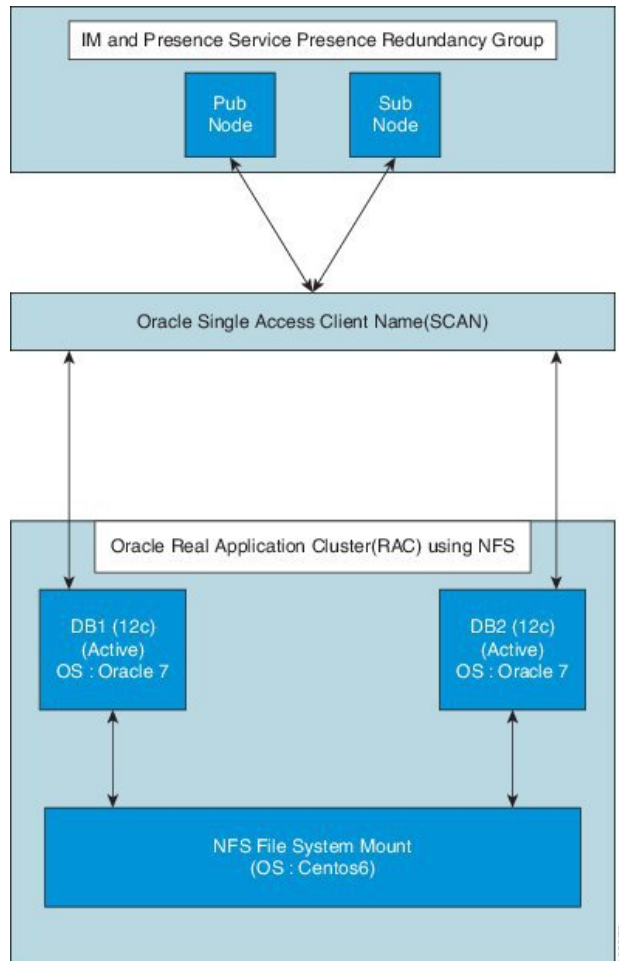 IM and Presence Service Presence Redundancy Group
Pub
Node
Sub
Node
Oracle Single Access Client Name(SCAN)
Oracle Real Application Cluster(RAC) using NFS
DB1 (12c)
(Active)
OS : Oracle 7
DB2 (12c)
(Active)
OS : Oracle 7
NFS File System Mount
(OS : Centos6)